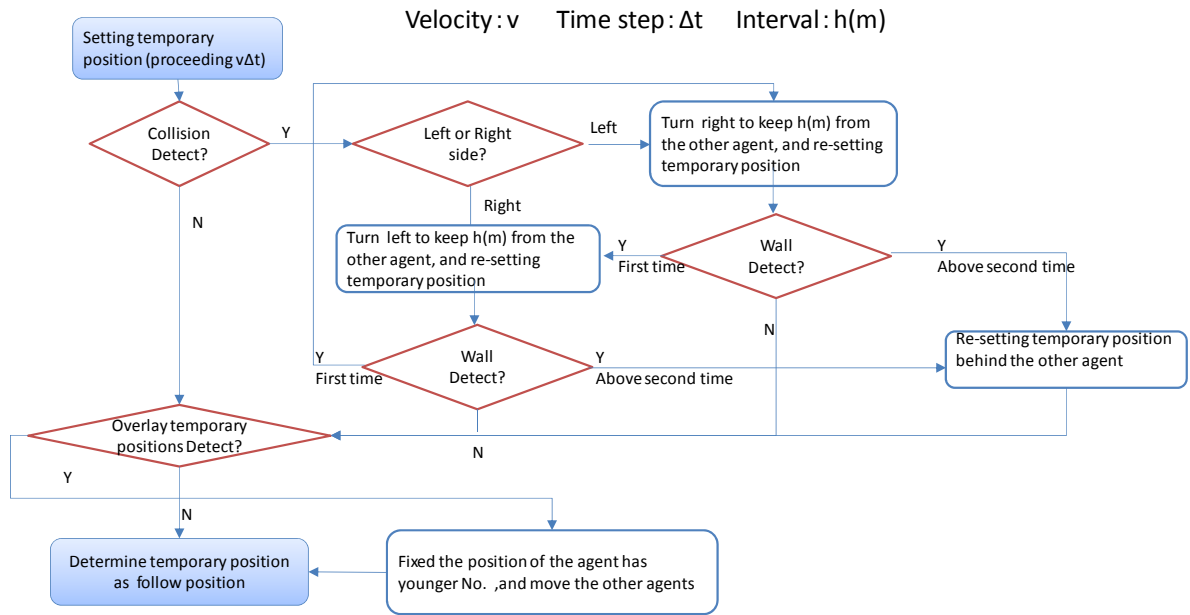 Velocity : v Time step : Δt Interval : h(m)
Setting temporary
position (proceeding vΔt)
Collision
Detect?
Y
Left or Right
side?
Left
Turn right to keep h(m) from
the other agent, and re-setting
temporary position
N
Right
Turn left to keep h(m) from the
other agent, and re-setting
temporary position
Y
First time
Wall
Detect?
Y
Above second time
N
Re-setting temporary position
behind the other agent
Y
First time
Wall
Detect?
Y
Above second time
N
Overlay temporary
positions Detect?
Y
N
Determine temporary position
as follow position
Fixed the position of the agent has
younger No. ,and move the other agents